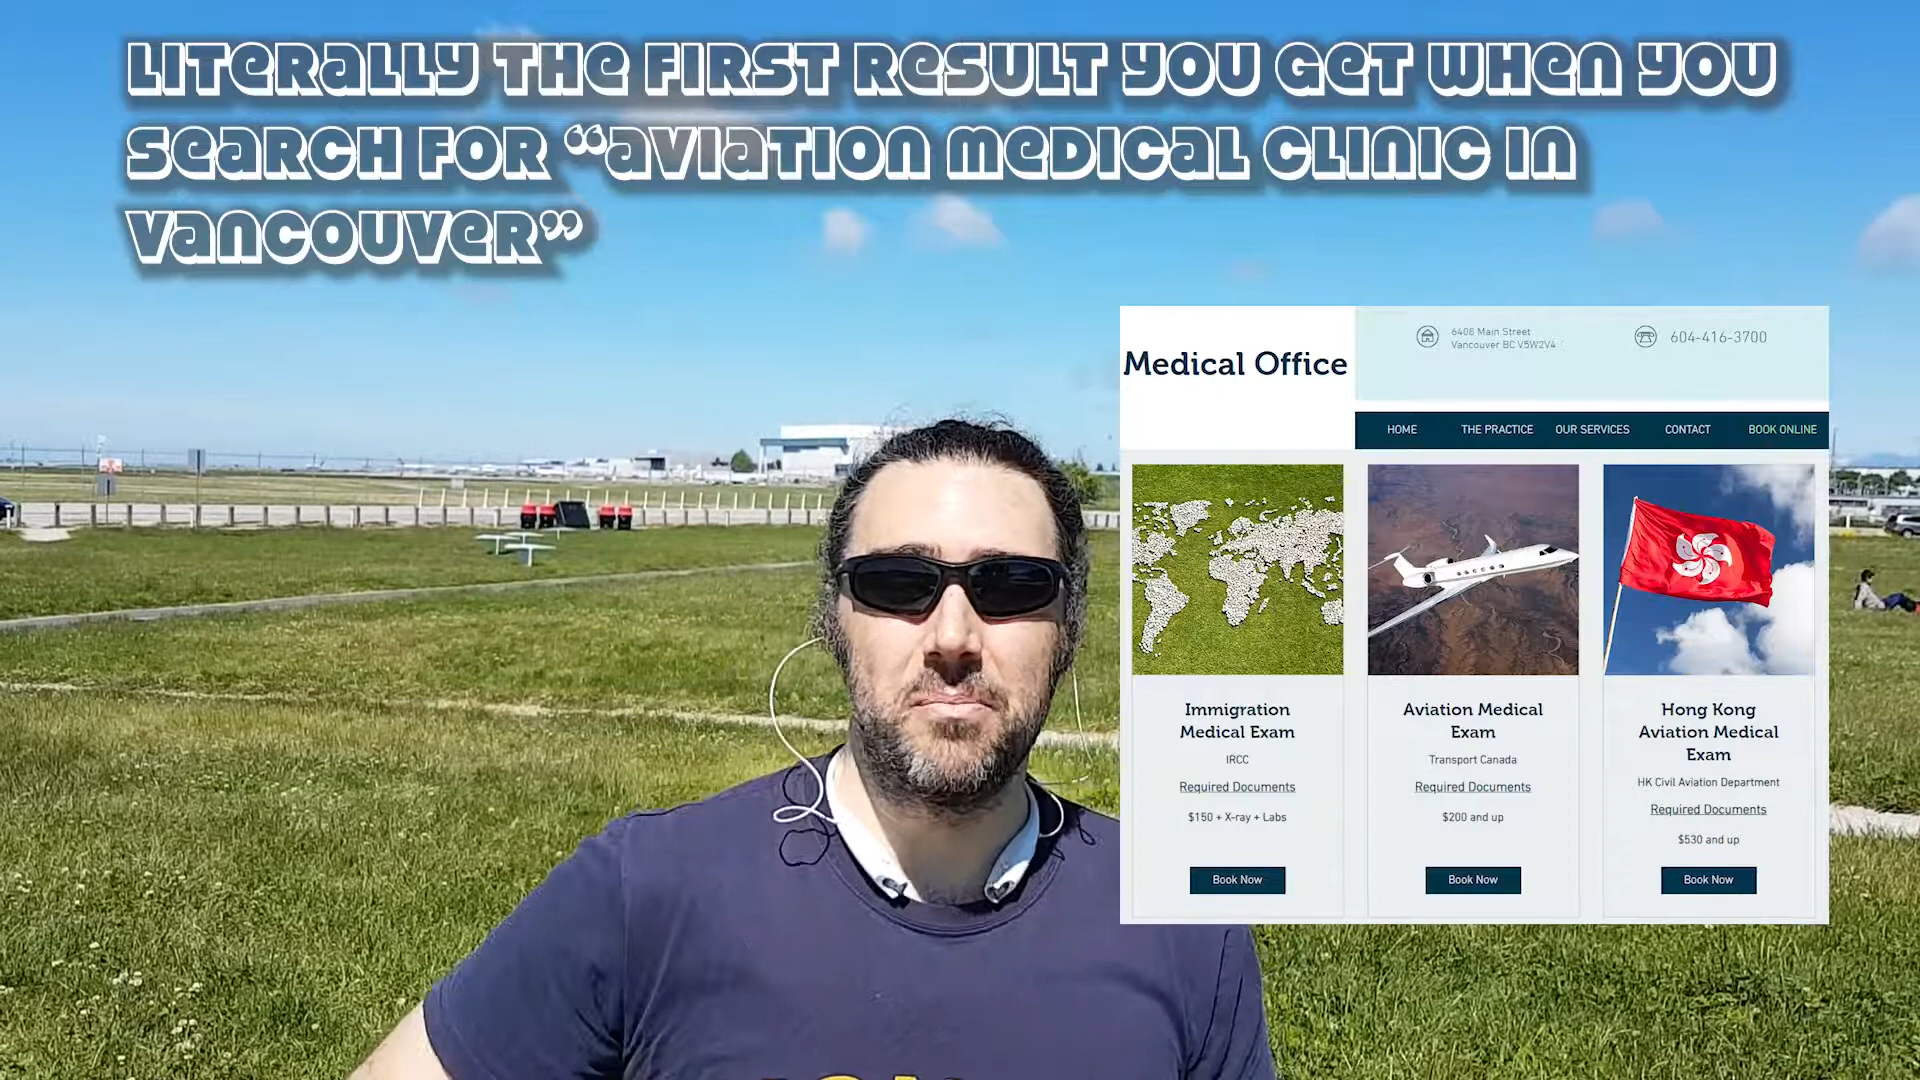 Literally the first result you get when you
search for “aviation medical clinic in
Vancouver”
Medical Office
6408 Main Street
Vancouver BC V5W2V4
604-416-3700
HOME
THE PRACTICE
OUR SERVICES
CONTACT
BOOK ONLINE
Immigration
Medical Exam
IRCC
Required Documents
$150 + X-ray + Labs
Book Now
Aviation Medical
Exam
Transport Canada
Required Documents
$200 and up
Book Now
Hong Kong
Aviation Medical
Exam
HK Civil Aviation Department
Required Documents
$530 and up
Book Now